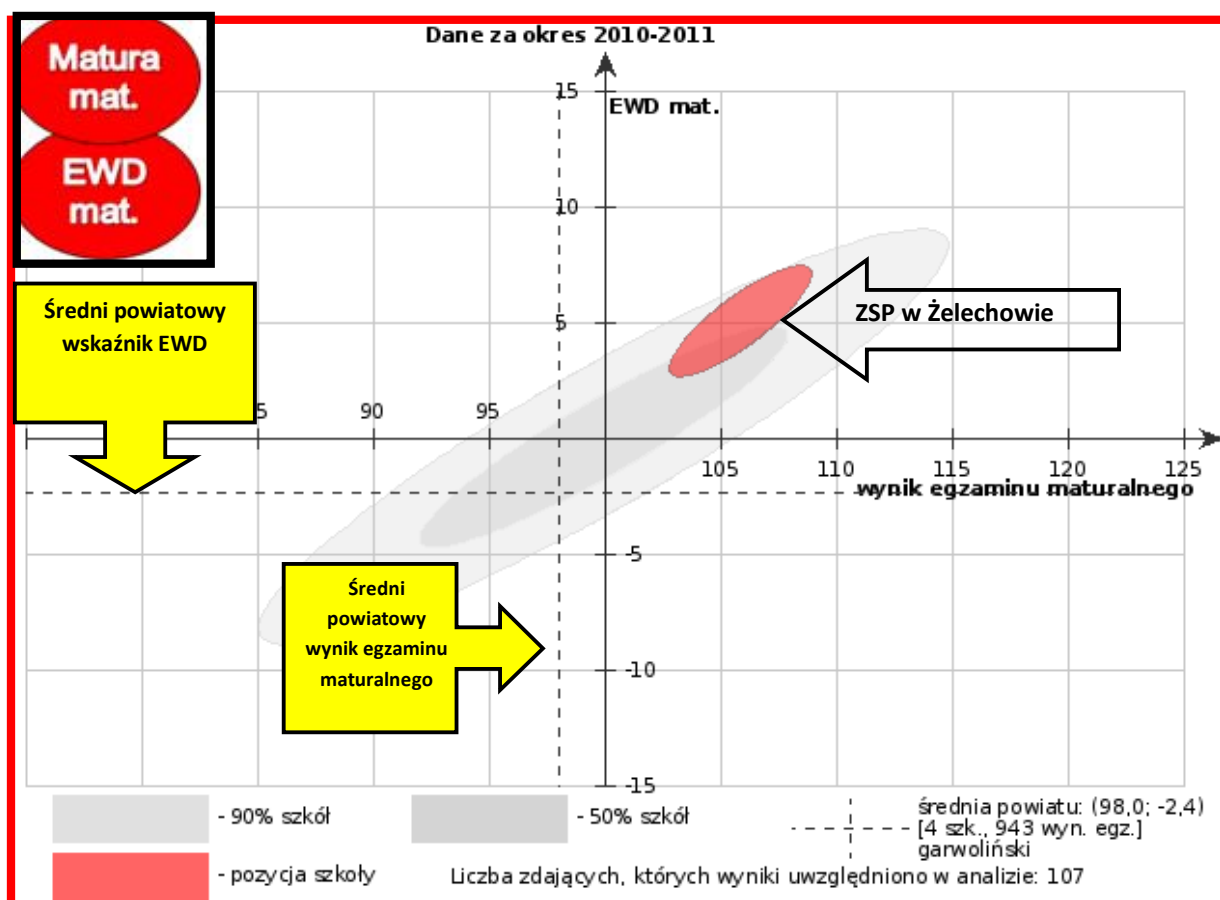 Dane za okres 2010-2011
Matura
mat.
EWD
mat.
15
EWD mat.
10
5
Średni powiatowy
wskaźnik EWD
ZSP w Żelechowie
5 90 95
105 110 115 120 125
wynik egzaminu maturalnego
-5
-10
-15
Średni
powiatowy
wynik egzaminu
maturalnego
- 90% szkół
- 50% szkół
- pozycja szkoły
średnia powiatu: (98,0; -2,4)
[4 szk., 943 wyn. egz.]
garwoliński
Liczba zdających, których wyniki uwzględniono w analizie: 107